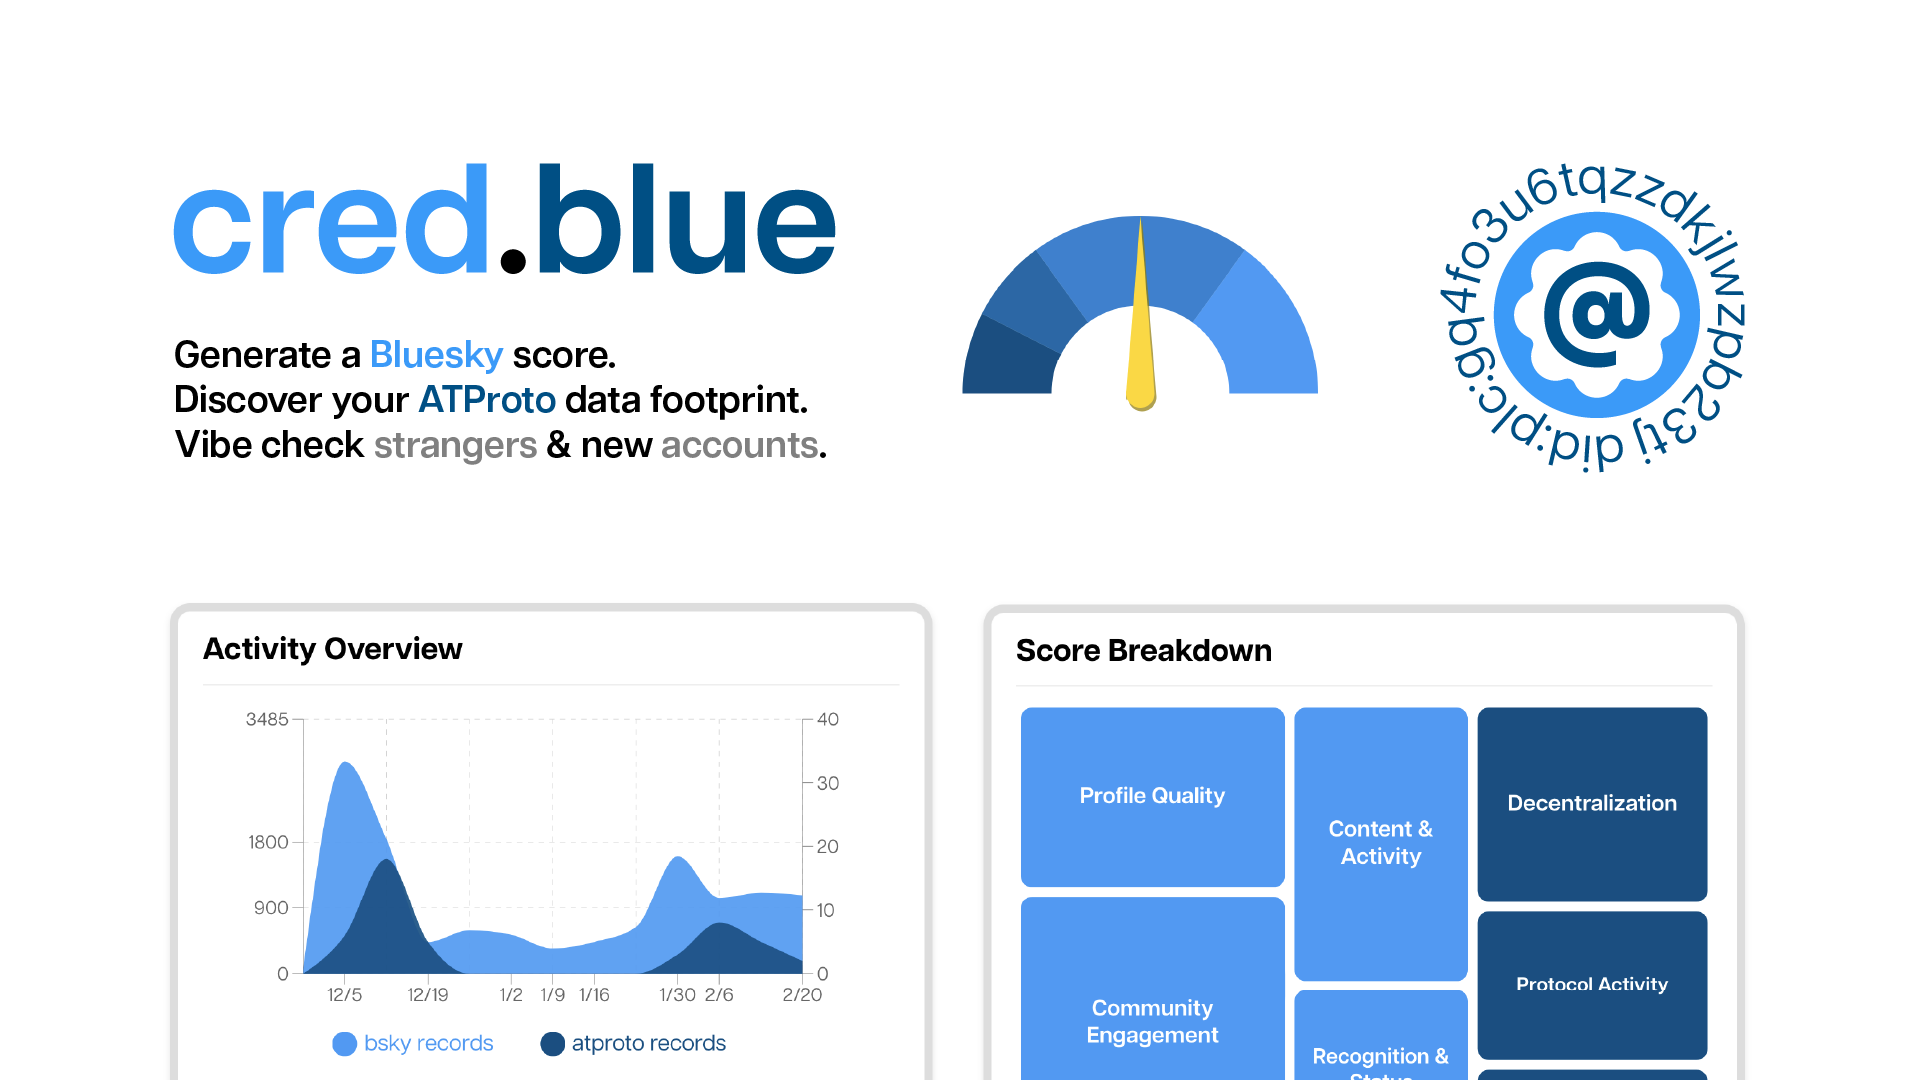 cred.blue
Generate a Bluesky score.
Discover your ATProto data footprint.
Vibe check strangers & new accounts.
@
did:plc:gq4fo3u6tqzzdkjlwzpb23tj
Activity Overview
3485
1800
900
0
40
30
20
10
0
12/5 12/19 1/2 1/9 1/16 1/30 2/6 2/20
bsky records
atproto records
Score Breakdown
Profile Quality
Content &
Activity
Decentralization
Community
Engagement
Protocol Activity
Recognition &
Status